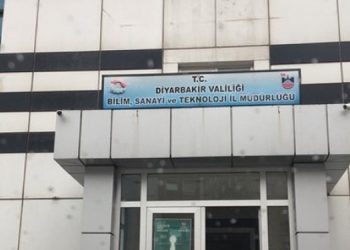 T.C.
DİYARBAKIR VALİLİĞİ
BİLİM, SANAYİ ve TEKNOLOJİ İL MÜDÜRLÜĞÜ